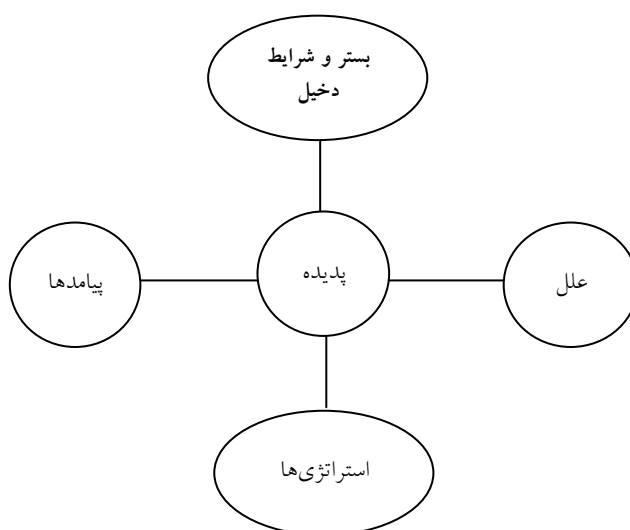 بستر و شرایط
دخیل
علل
پدیده
پیامدها
استراتژی‌ها